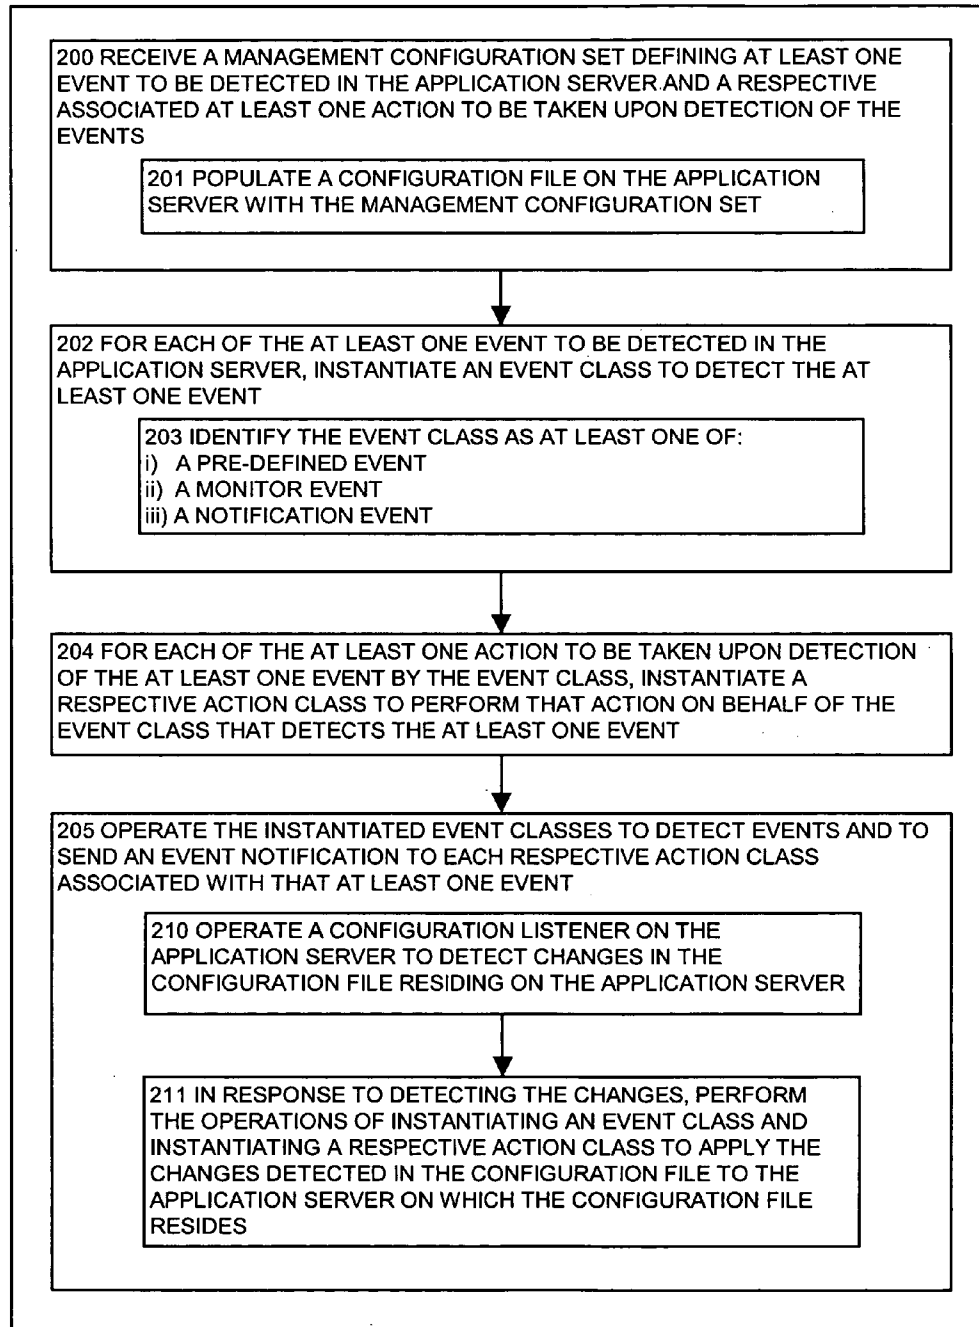 200 RECEIVE A MANAGEMENT CONFIGURATION SET DEFINING AT LEAST ONE
EVENT TO BE DETECTED IN THE APPLICATION SERVER AND A RESPECTIVE
ASSOCIATED AT LEAST ONE ACTION TO BE TAKEN UPON DETECTION OF THE
EVENTS
201 POPULATE A CONFIGURATION FILE ON THE APPLICATION
SERVER WITH THE MANAGEMENT CONFIGURATION SET
202 FOR EACH OF THE AT LEAST ONE EVENT TO BE DETECTED IN THE
APPLICATION SERVER, INSTANTIATE AN EVENT CLASS TO DETECT THE AT
LEAST ONE EVENT
203 IDENTIFY THE EVENT CLASS AS AT LEAST ONE OF:
i) A PRE-DEFINED EVENT
ii) A MONITOR EVENT
iii) A NOTIFICATION EVENT
204 FOR EACH OF THE AT LEAST ONE ACTION TO BE TAKEN UPON DETECTION
OF THE AT LEAST ONE EVENT BY THE EVENT CLASS, INSTANTIATE A
RESPECTIVE ACTION CLASS TO PERFORM THAT ACTION ON BEHALF OF THE
EVENT CLASS THAT DETECTS THE AT LEAST ONE EVENT
205 OPERATE THE INSTANTIATED EVENT CLASSES TO DETECT EVENTS AND TO
SEND AN EVENT NOTIFICATION TO EACH RESPECTIVE ACTION CLASS
ASSOCIATED WITH THAT AT LEAST ONE EVENT
210 OPERATE A CONFIGURATION LISTENER ON THE
APPLICATION SERVER TO DETECT CHANGES IN THE
CONFIGURATION FILE RESIDING ON THE APPLICATION SERVER
211 IN RESPONSE TO DETECTING THE CHANGES, PERFORM
THE OPERATIONS OF INSTANTIATING AN EVENT CLASS AND
INSTANTIATING A RESPECTIVE ACTION CLASS TO APPLY THE
CHANGES DETECTED IN THE CONFIGURATION FILE TO THE
APPLICATION SERVER ON WHICH THE CONFIGURATION FILE
RESIDES